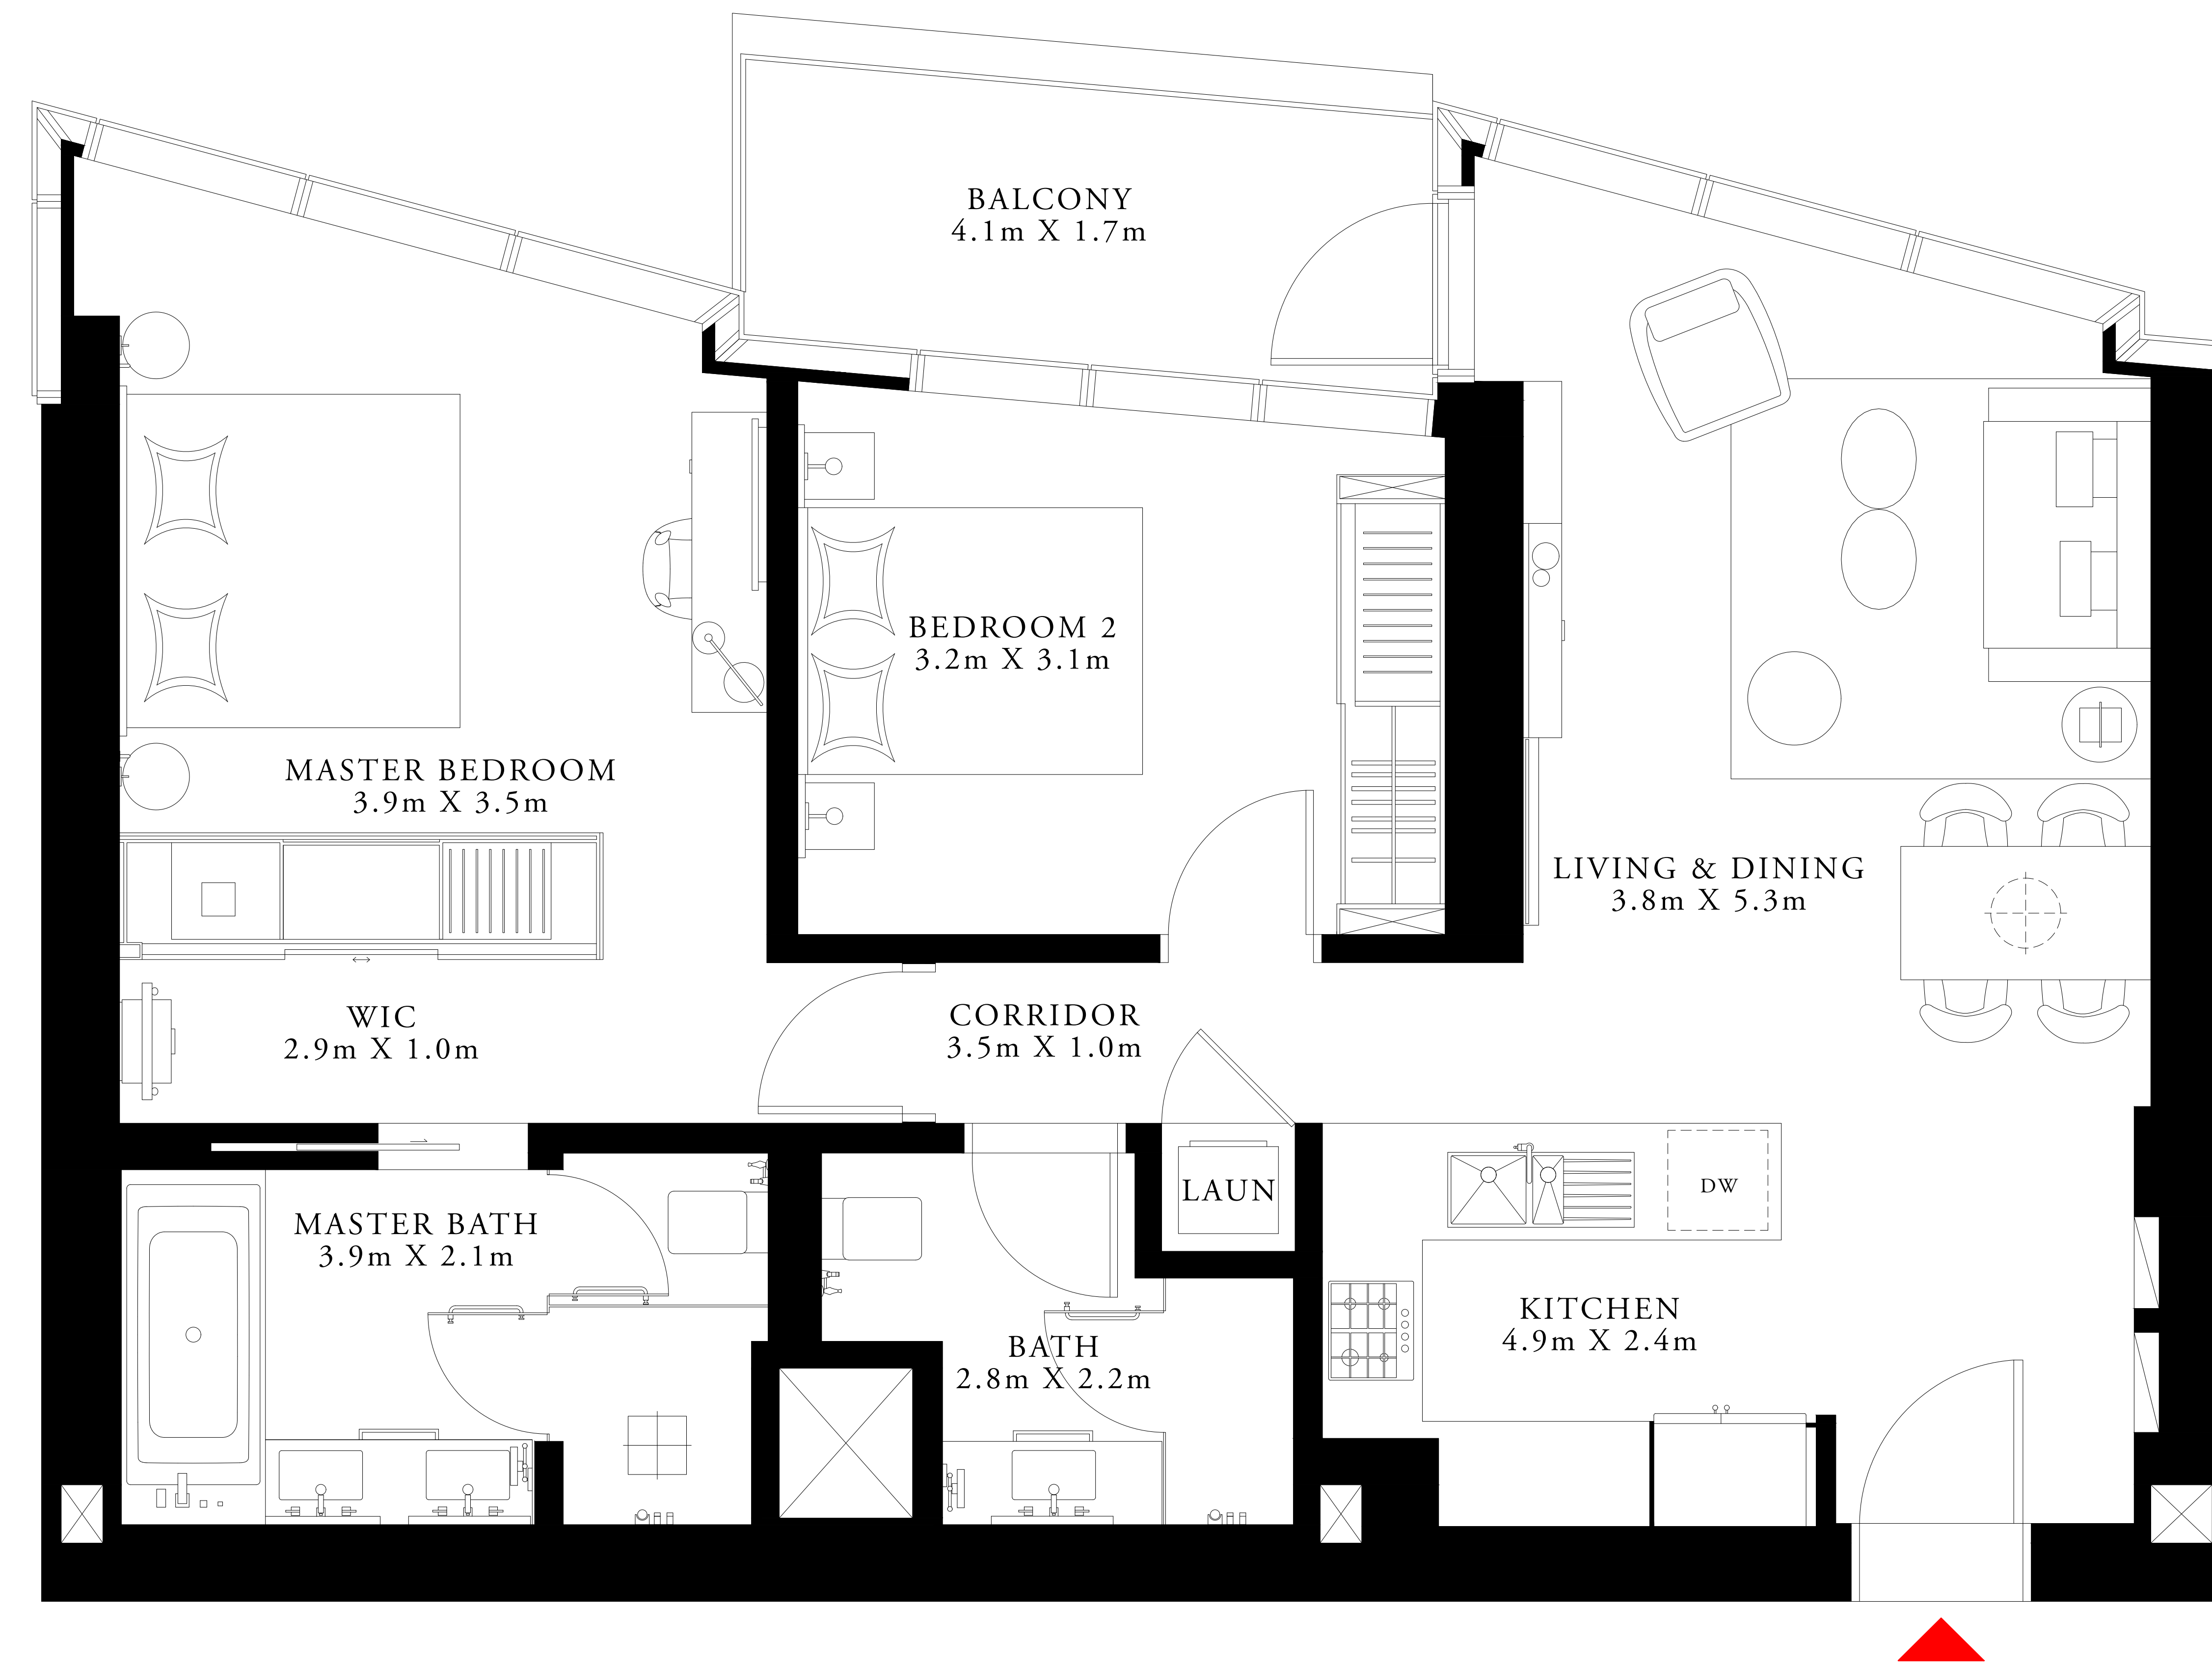 BALCONY
4.1m X 1.7m
BEDROOM 2
3.2m X 3.1m
MASTER BEDROOM
3.9m X 3.5m
LIVING & DINING
3.8m X 5.3m
WIC
2.9m X 1.0m
CORRIDOR
3.5m X 1.0m
LAUN
DW
MASTER BATH
3.9m X 2.1m
KITCHEN
4.9m X 2.4m
BATH
2.8m X 2.2m